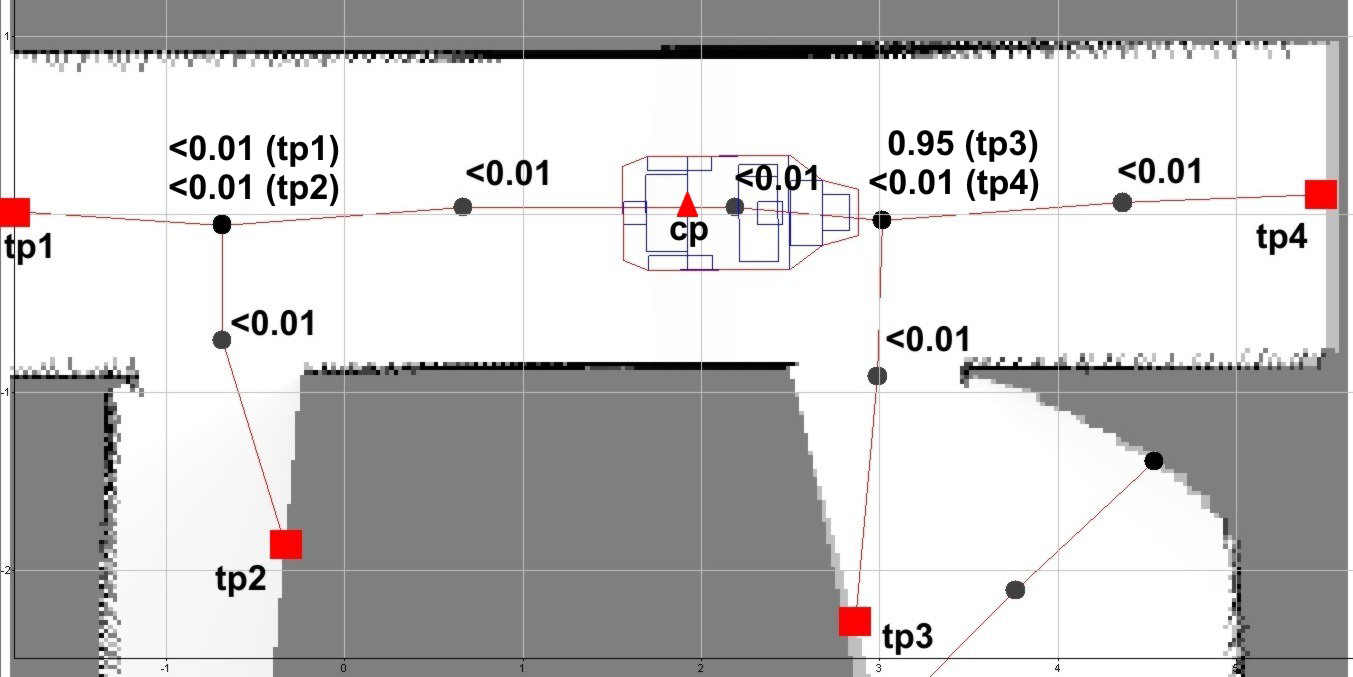 1
<0.01 (tp1)
<0.01 (tp2)
<0.01
<0.01
0.95 (tp3)
<0.01 (tp4)
<0.01
tp1
cp
tp4
<0.01
<0.01
-1
tp2
-2
tp3
-1
0
1
2
3
4
5